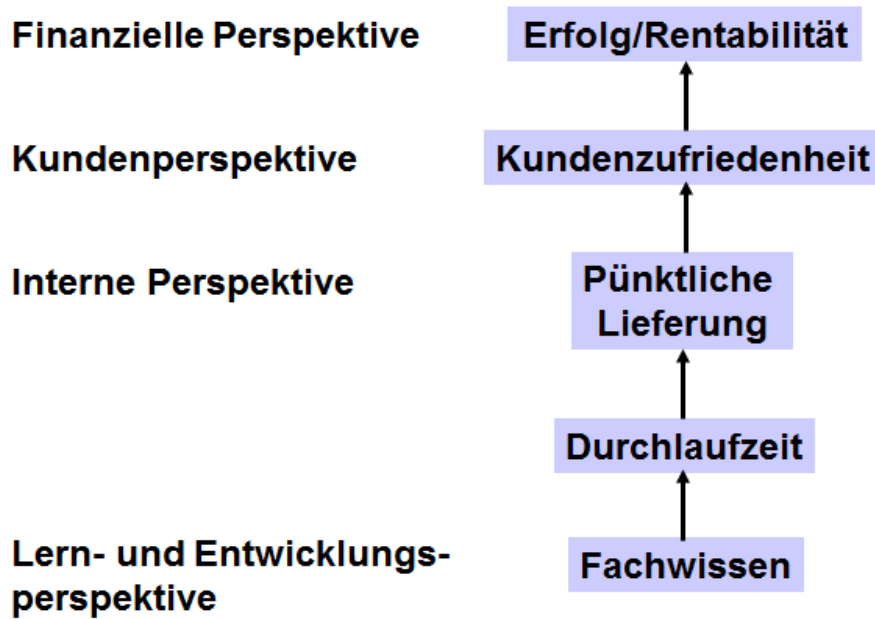 Finanzielle Perspektive
Erfolg/Rentabilität
Kundenperspektive
Kundenzufriedenheit
Interne Perspektive
Pünktliche
Lieferung
Durchlaufzeit
Lern- und Entwicklungs-
perspektive
Fachwissen